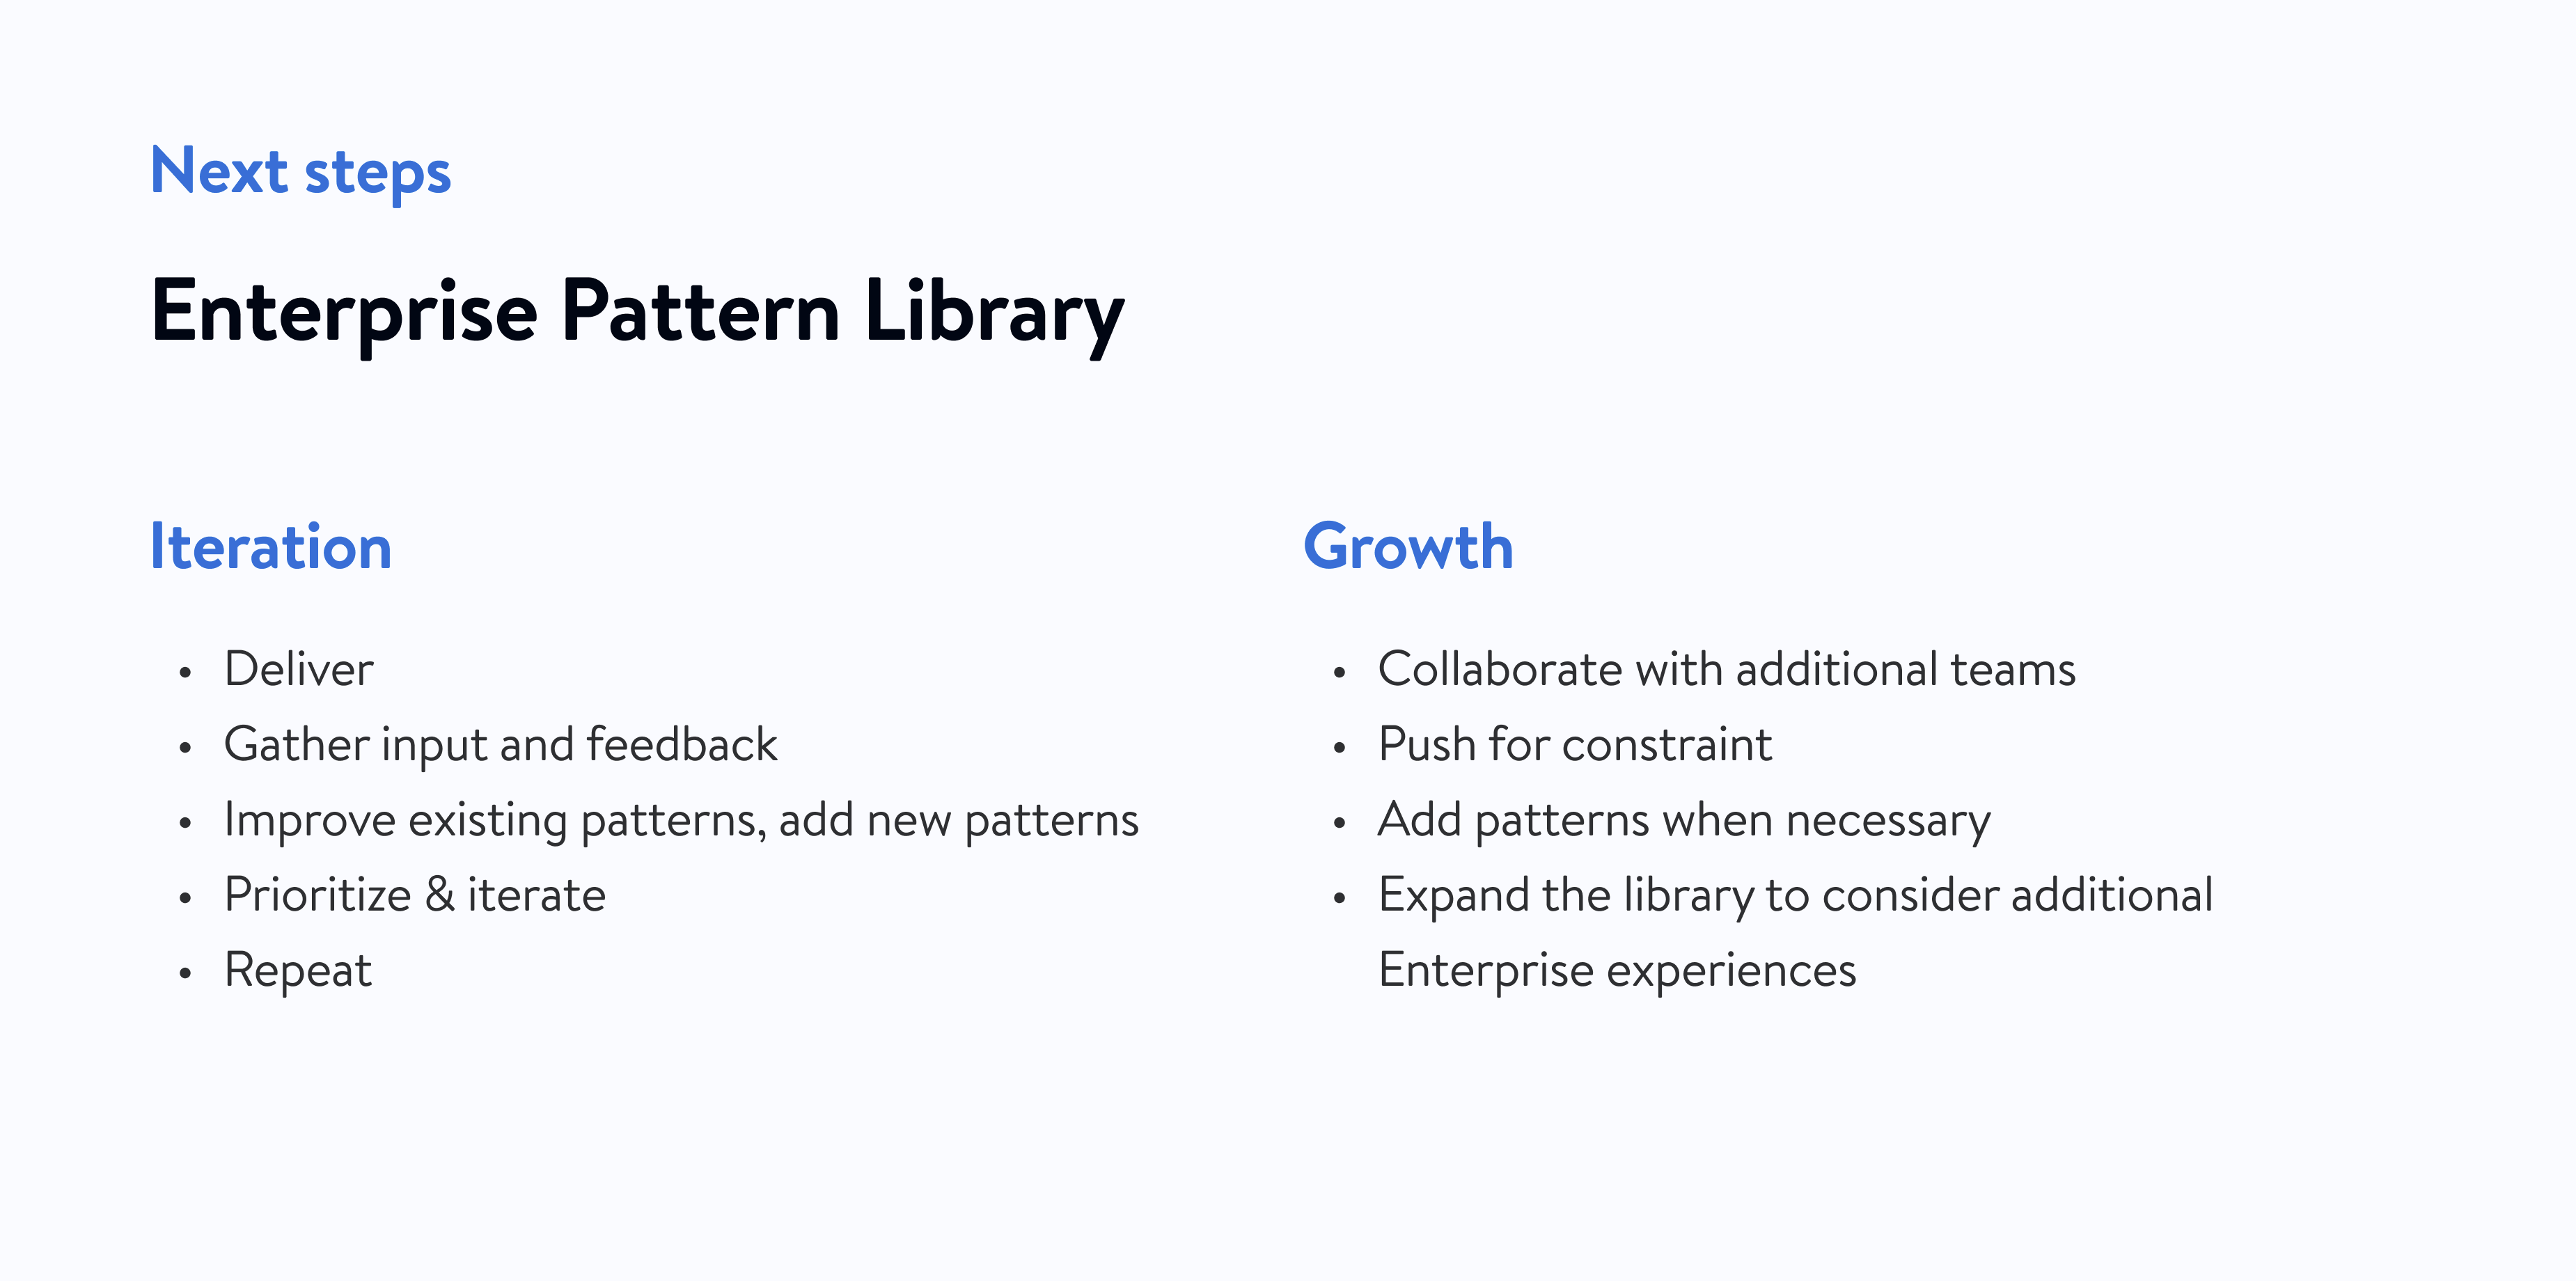 Next steps
Enterprise Pattern Library
Iteration
• Deliver
• Gather input and feedback
• Improve existing patterns, add new patterns
• Prioritize & iterate
• Repeat
Growth
• Collaborate with additional teams
• Push for constraint
• Add patterns when necessary
• Expand the library to consider additional
Enterprise experiences